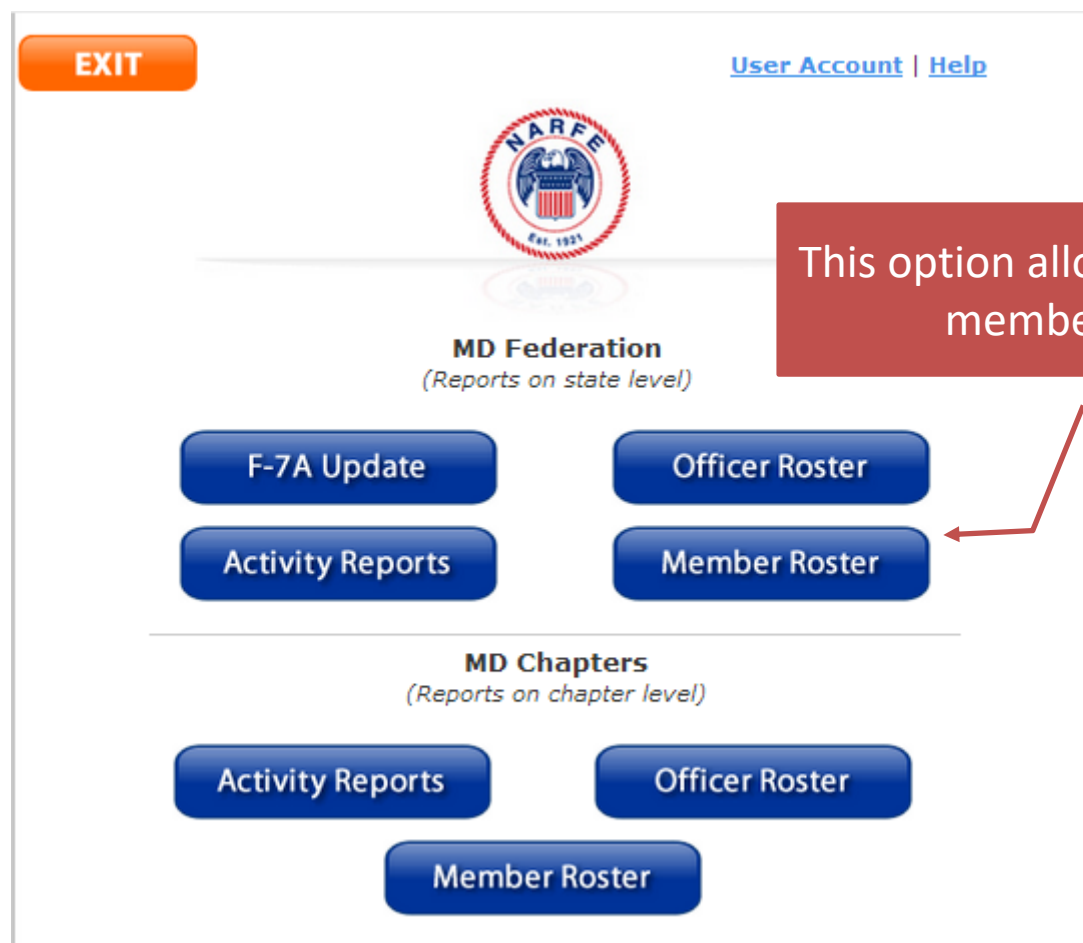 EXIT
User Account | Help
NARFE
Est. 1921
This option
membe
MD Federation
(Reports on state level)
F-7A Update
Officer Roster
Activity Reports
Member Roster
MD Chapters
(Reports on chapter level)
Activity Reports
Officer Roster
Member Roster